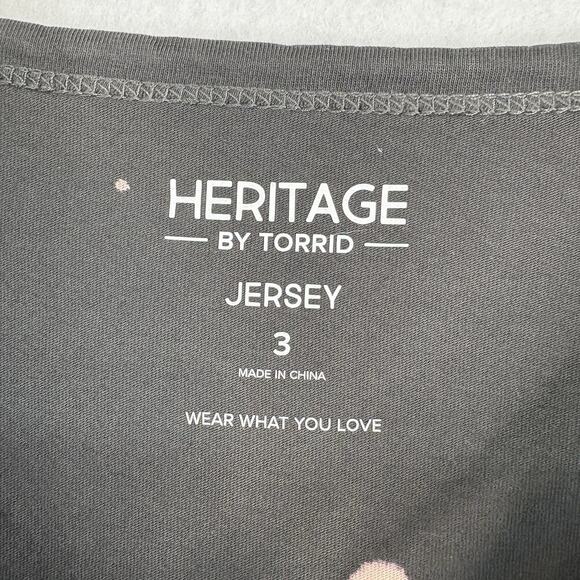 HERITAGE
BY TORRID
JERSEY
3
MADE IN CHINA
WEAR WHAT YOU LOVE